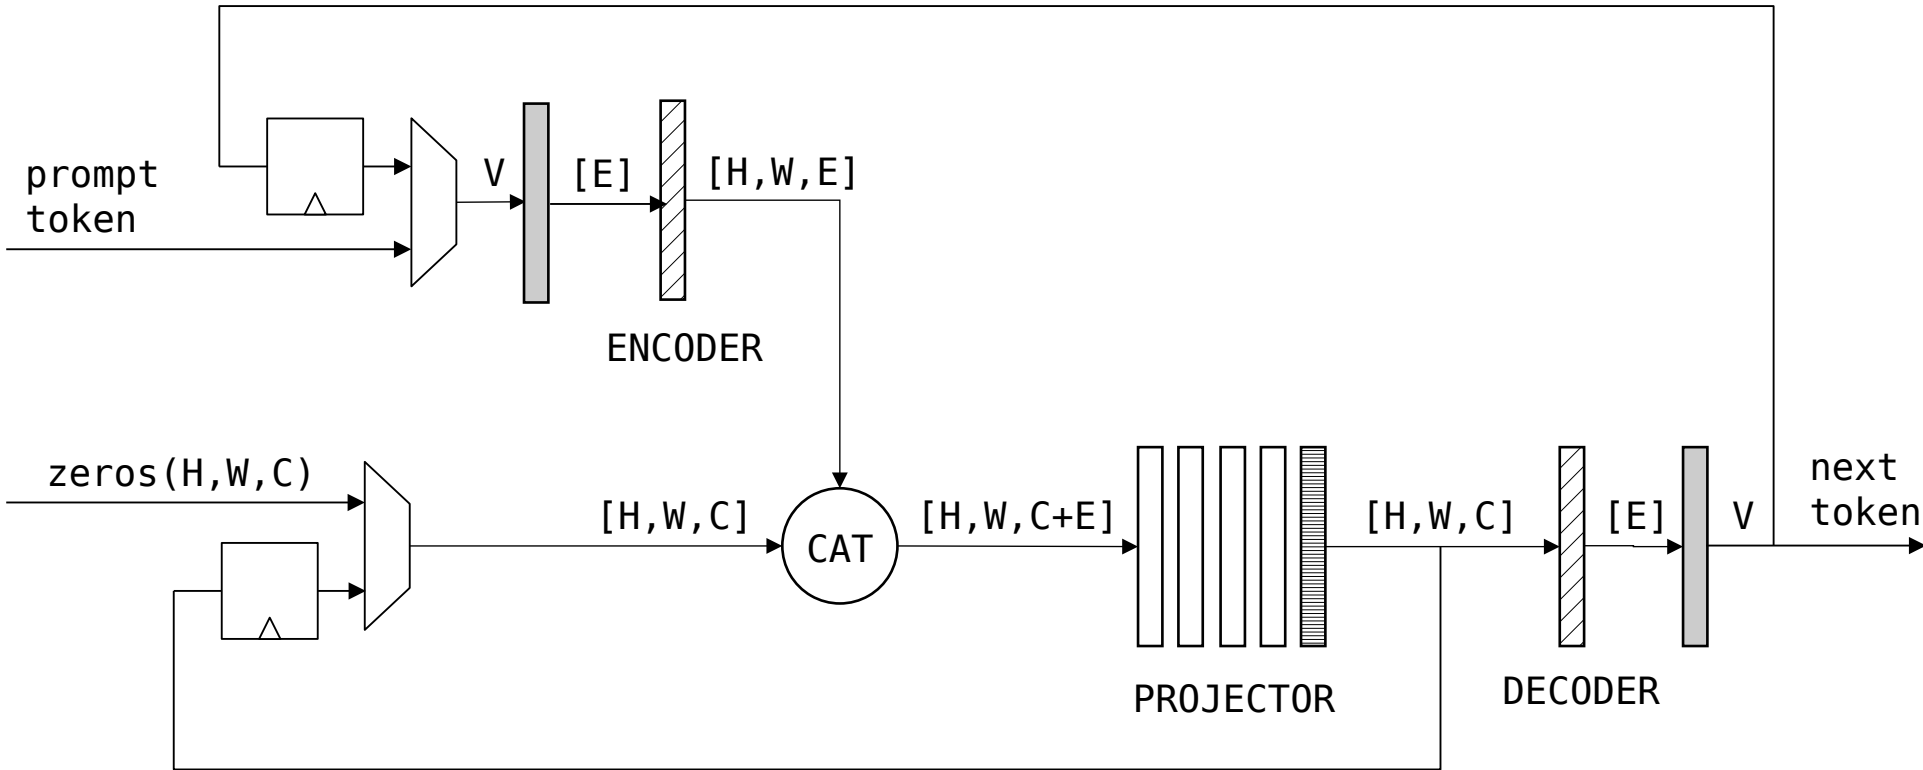 prompt
token
V
[E]
[H,W,E]
ENCODER
zeros(H,W,C)
[H,W,C]
CAT
[H,W,C+E]
PROJECTOR
[H,W,C]
DECODER
[E]
V
next
token